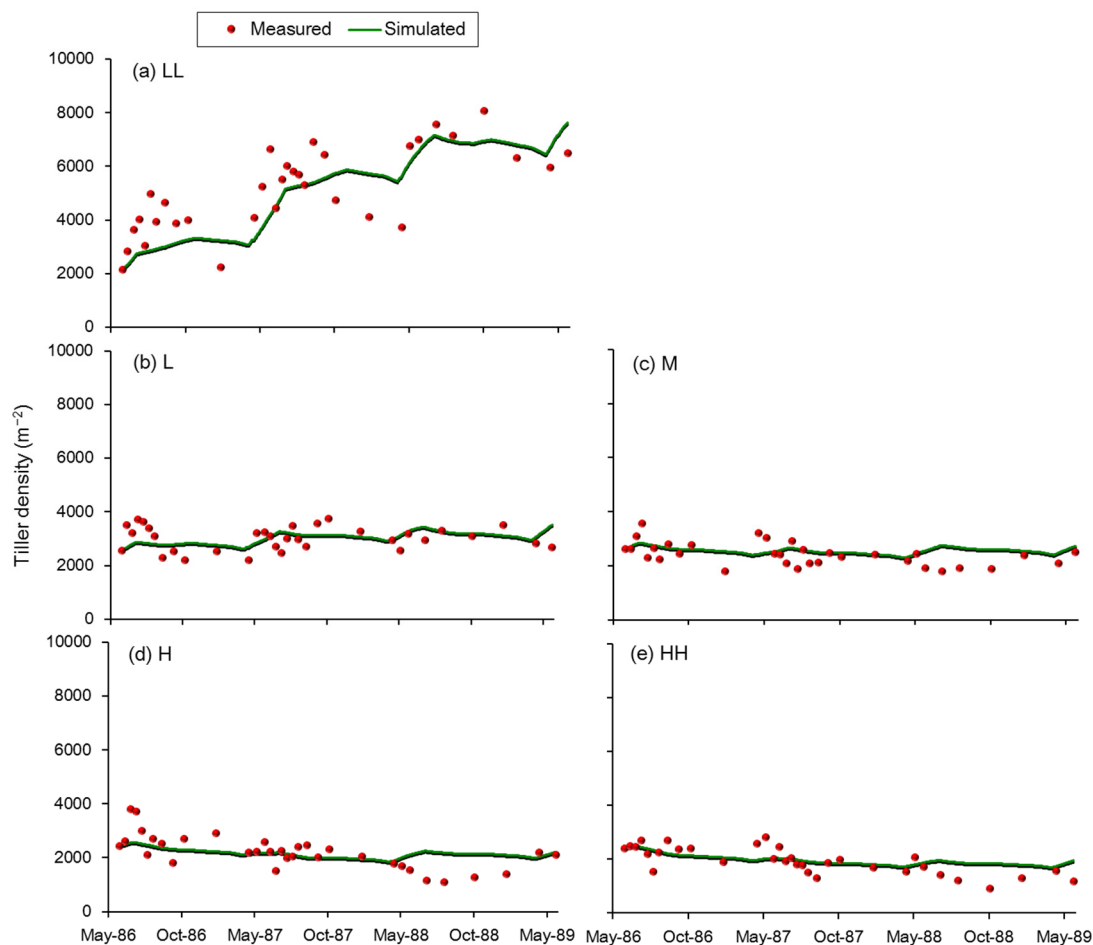 Measured Simulated
(a) LL
10000
8000
6000
4000
2000
0
Tiller density (m⁻²)
(b) L
10000
8000
6000
4000
2000
0
(c) M
(d) H
10000
8000
6000
4000
2000
0
May-86 Oct-86 May-87 Oct-87 May-88 Oct-88 May-89
(e) HH
May-86 Oct-86 May-87 Oct-87 May-88 Oct-88 May-89